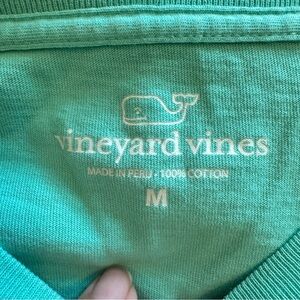 vineyard vines
MADE IN PERU - 100% COTTON
M